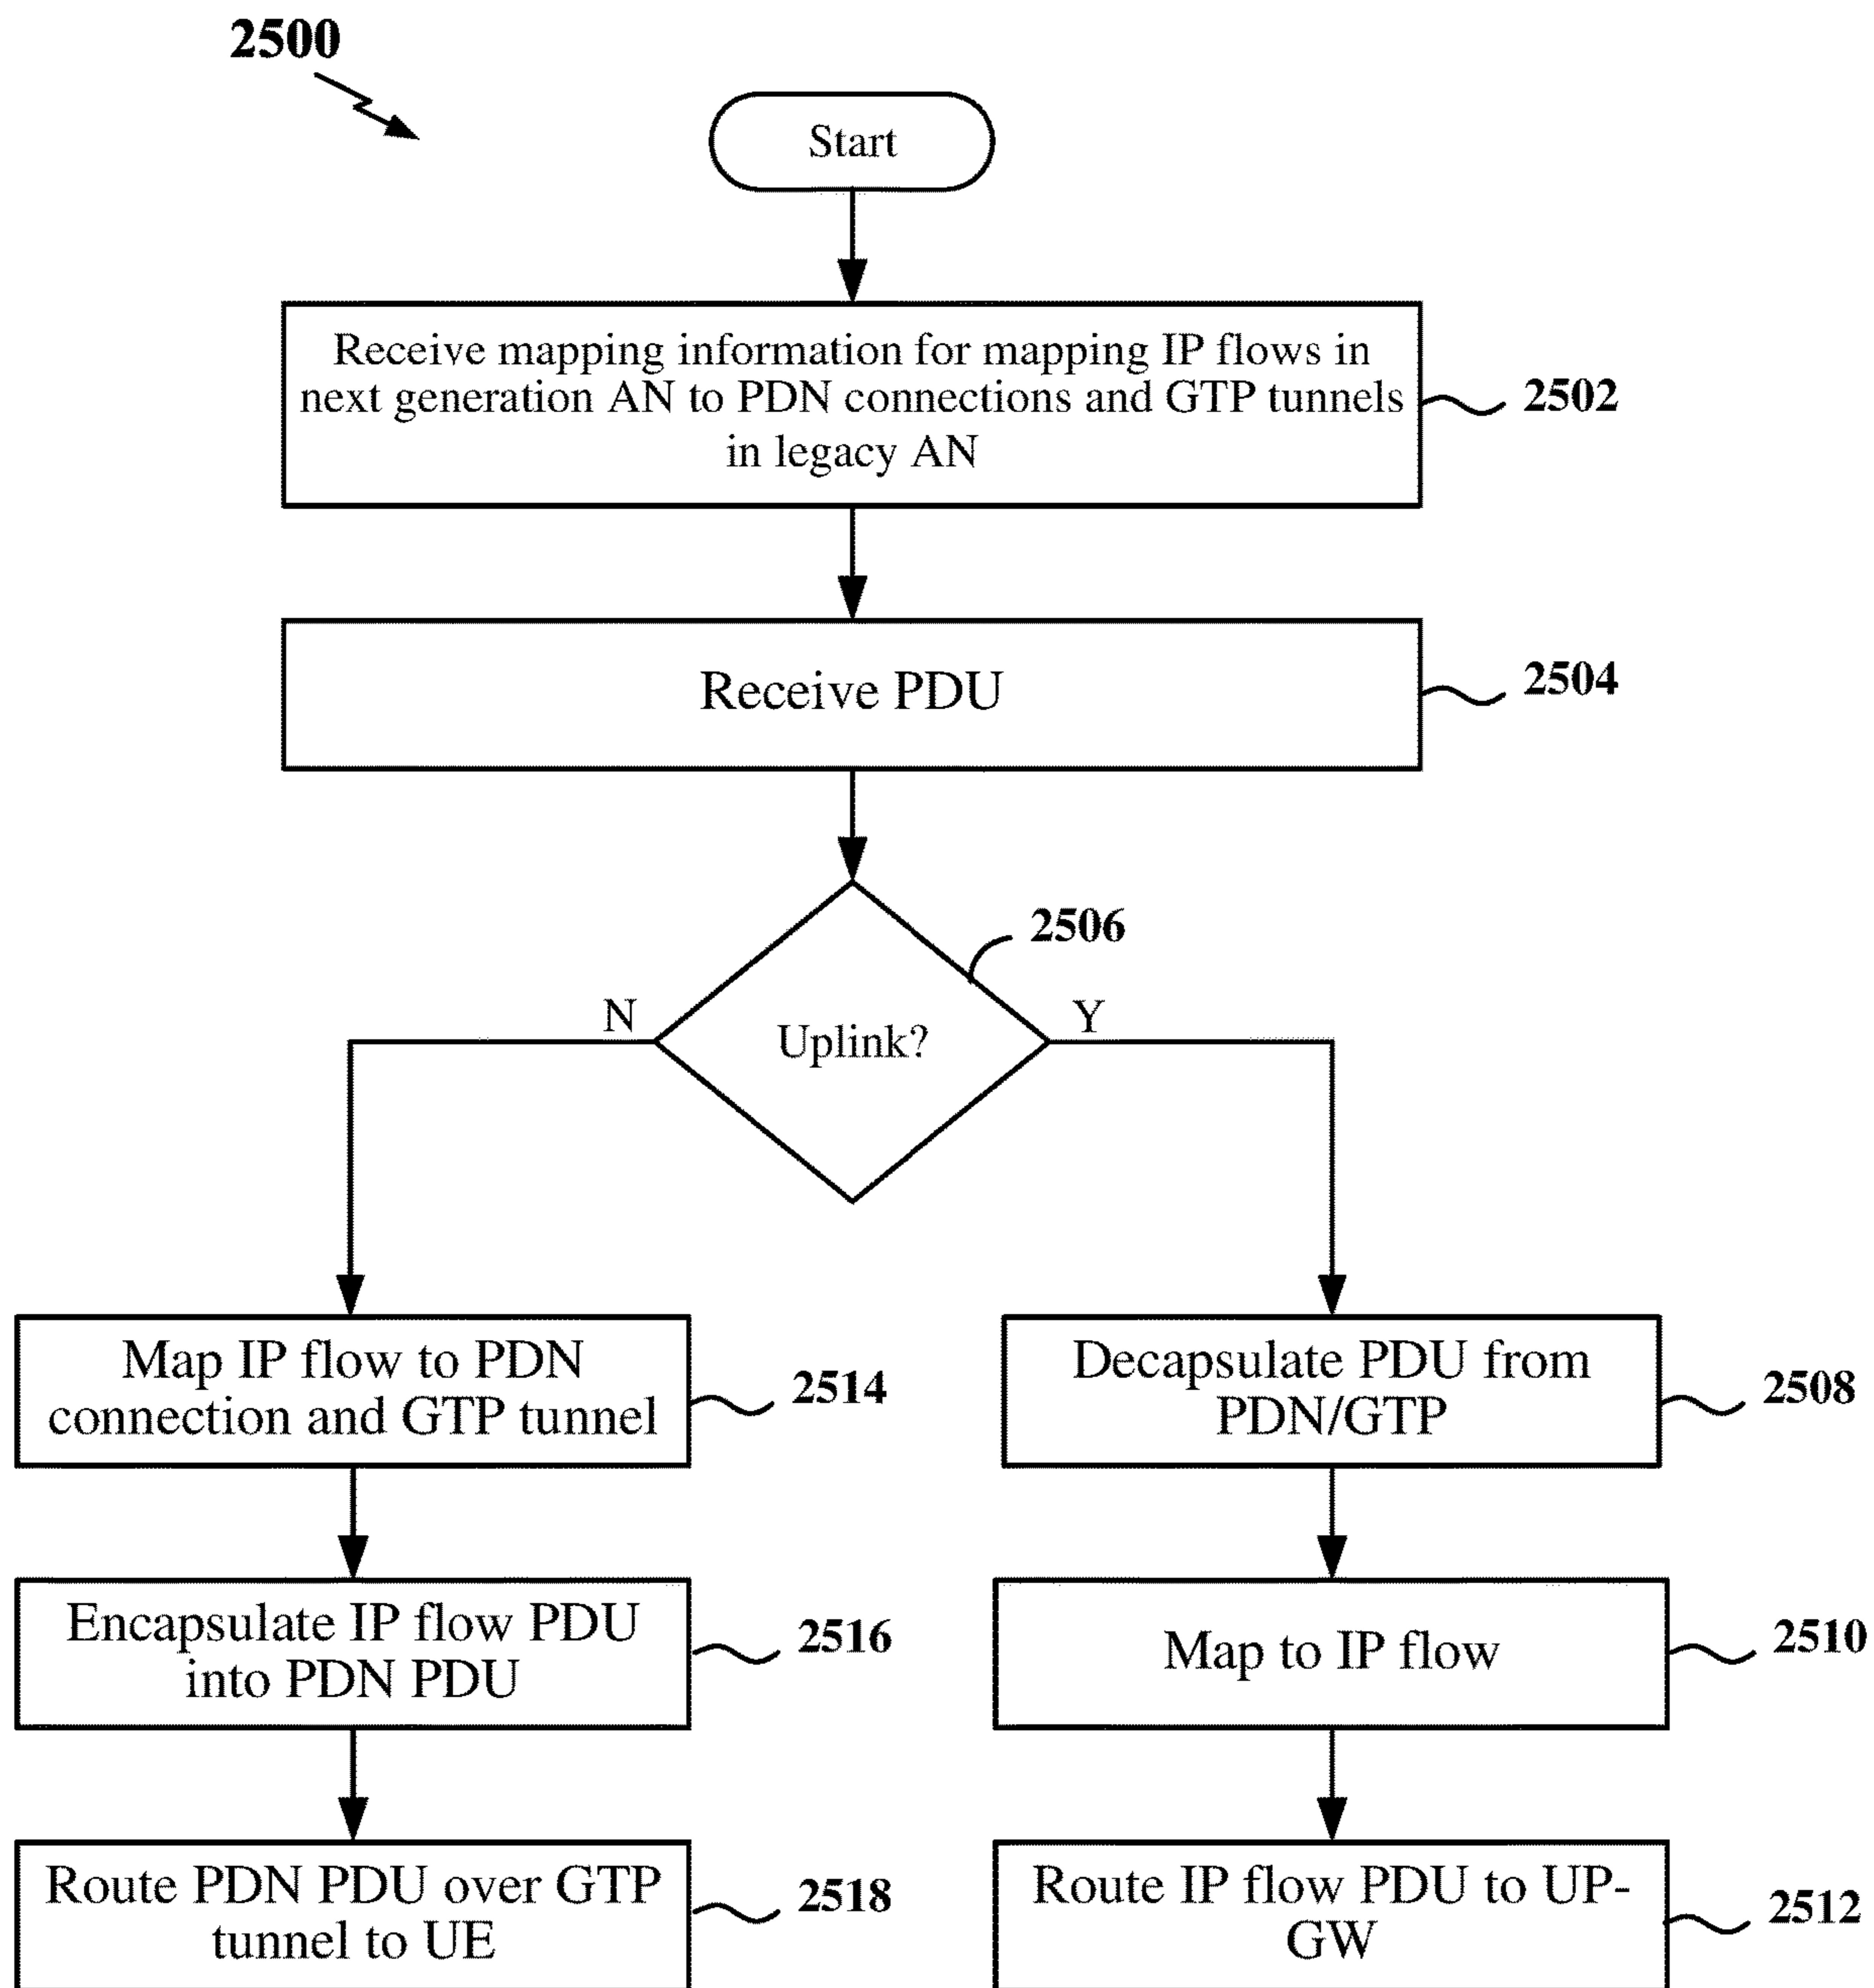 2500
Start
Receive mapping information for mapping IP flows in
next generation AN to PDN connections and GTP tunnels
in legacy AN
2502
Receive PDU
2504
2506
N
Uplink?
Y
Map IP flow to PDN
connection and GTP tunnel
2514
Decapsulate PDU from
PDN/GTP
2508
Encapsulate IP flow PDU
into PDN PDU
2516
Map to IP flow
2510
Route PDN PDU over GTP
tunnel to UE
2518
Route IP flow PDU to UP-
GW
2512